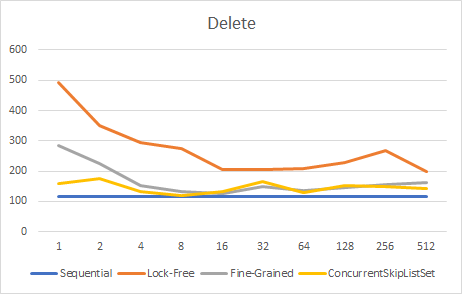 Delete
600
500
400
300
200
100
0
1 2 4 8 16 32 64 128 256 512
Sequential Lock-Free Fine-Grained ConcurrentSkipListSet